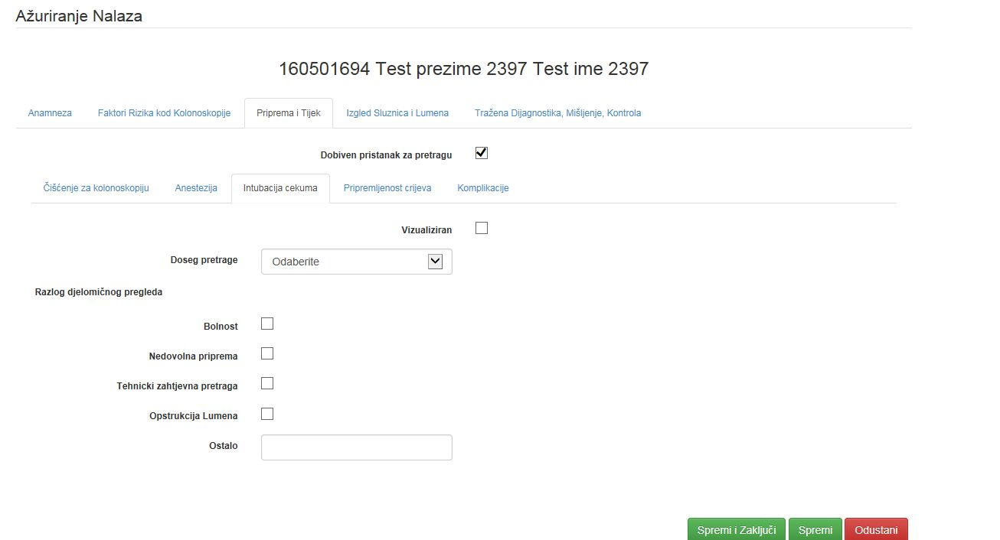 Ažuriranje Nalaza
160501694 Test prezime 2397 Test ime 2397
Anamneza Faktori Rizika kod Kolonoskopije Priprema i Tijek Izgled Sluznica i Lumena Tražena Dijagnostika, Mišljenje, Kontrola
Dobiven pristanak za pretragu
Čišćenje za kolonoskopiju Anestezija Intubacija cekuma Pripremljenost crijeva Komplikacije
Vizualiziran
Doseg pretrage Odaberite
Razlog djelomičnog pregleda
Bolnost
Nedovolna priprema
Tehnicki zahtjevna pretraga
Opstrukcija Lumena
Ostalo
Spremi i Zaključi Spremi Odustani